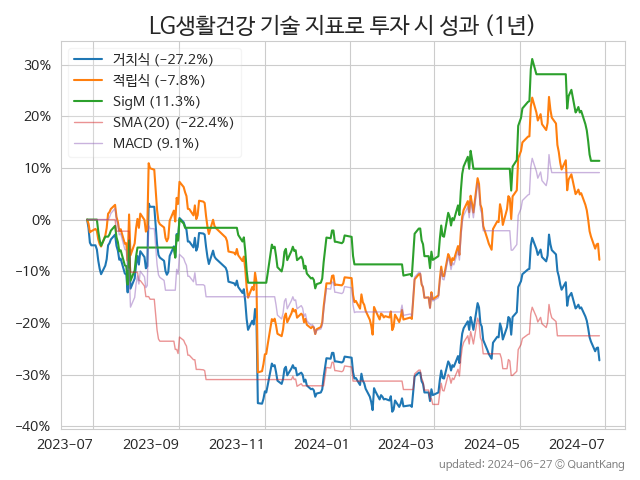 LG생활건강 기술 지표로 투자 시 성과 (1년)
거치식 (−27.2%)
적립식 (−7.8%)
SigM (11.3%)
SMA(20) (−22.4%)
MACD (9.1%)
30%
20%
10%
0%
−10%
−20%
−30%
−40%
2023−07 2023−09 2023−11 2024−01 2024−03 2024−05 2024−07
updated: 2024−06−27 © QuantKang